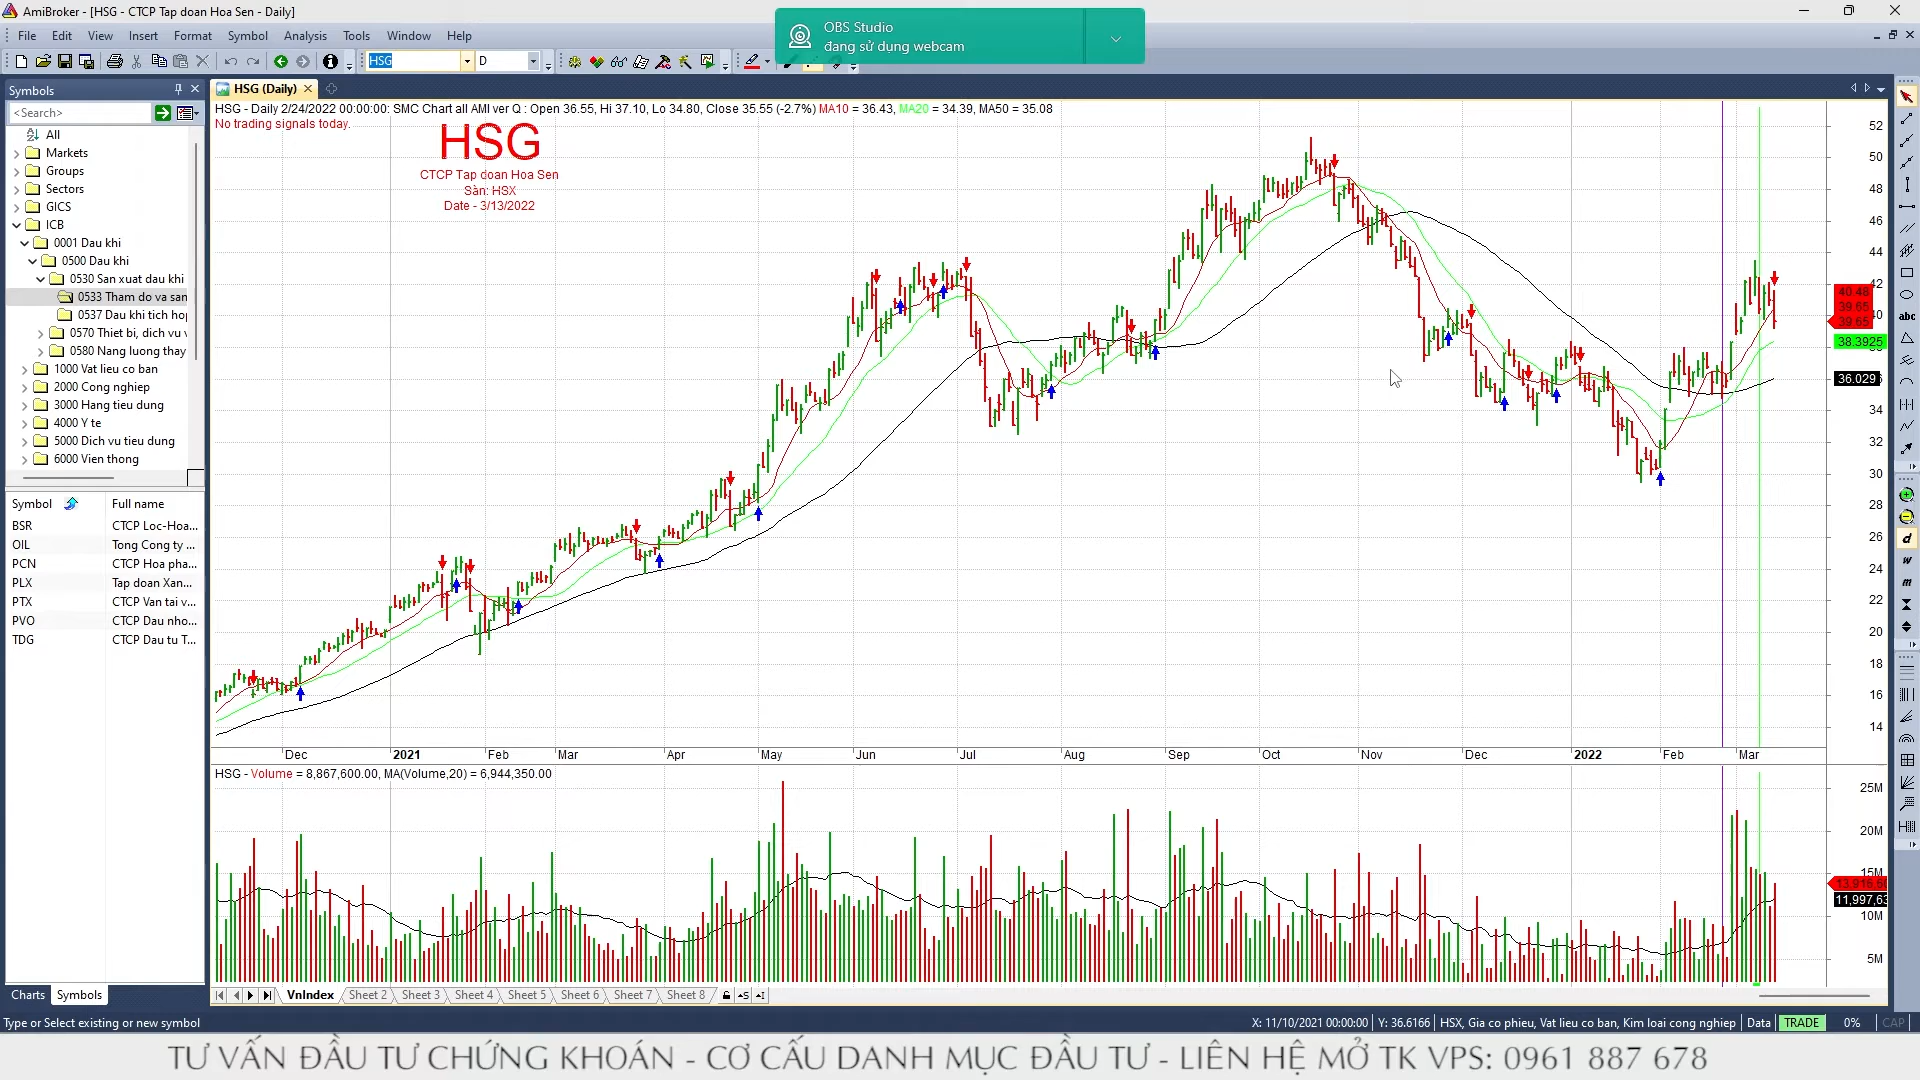 AmiBroker - [HSG - CTCP Tap doan Hoa Sen - Daily]
OBS Studio
đang sử dụng webcam
File Edit View Insert Format Symbol Analysis Tools Window Help
HSG D
Symbols
HSG (Daily)
<Search>
HSG - Daily 2/24/2022 00:00:00: SMC Chart all AMI ver Q : Open 36.55, Hi 37.10, Lo 34.80, Close 35.55 (-2.7%) MA10 = 36.43, MA20 = 34.39, MA50 = 35.08
No trading signals today.
HSG
CTCP Tap doan Hoa Sen
Sàn: HSX
Date - 3/13/2022
All
Markets
Groups
Sectors
GICS
ICB
0001 Dau khi
0500 Dau khi
0530 San xuat dau khi
0533 Tham do va san
0537 Dau khi tich hop
0570 Thiet bi, dich vu v
0580 Nang luong thay
1000 Vat lieu co ban
2000 Cong nghiep
3000 Hang tieu dung
4000 Y te
5000 Dich vu tieu dung
6000 Vien thong
Symbol Full name
BSR CTCP Loc-Hoa...
OIL Tong Cong ty ...
PCN CTCP Hoa pha...
PLX Tap doan Xan...
PTX CTCP Van tai v...
PVO CTCP Dau nho...
TDG CTCP Dau tu T...
52
50
48
46
44
42
40.48
39.65
39.65
38.3925
36.029
34
32
30
28
26
24
22
20
18
16
14
abc
d
w
m
Dec 2021 Feb Mar Apr May Jun Jul Aug Sep Oct Nov Dec 2022 Feb Mar
HSG - Volume = 8,867,600.00, MA(Volume,20) = 6,944,350.00
25M
20M
15M
11,997,63
10M
5M
Charts Symbols
VnIndex Sheet 2 Sheet 3 Sheet 4 Sheet 5 Sheet 6 Sheet 7 Sheet 8
Type or Select existing or new symbol
X: 11/10/2021 00:00:00 Y: 36.6166 HSX, Gia co phieu, Vat lieu co ban, Kim loai cong nghiep Data TRADE 0% CAP
TƯ VẤN ĐẦU TƯ CHỨNG KHOÁN - CƠ CẤU DANH MỤC ĐẦU TƯ - LIÊN HỆ MỞ TK VPS: 0961 887 678